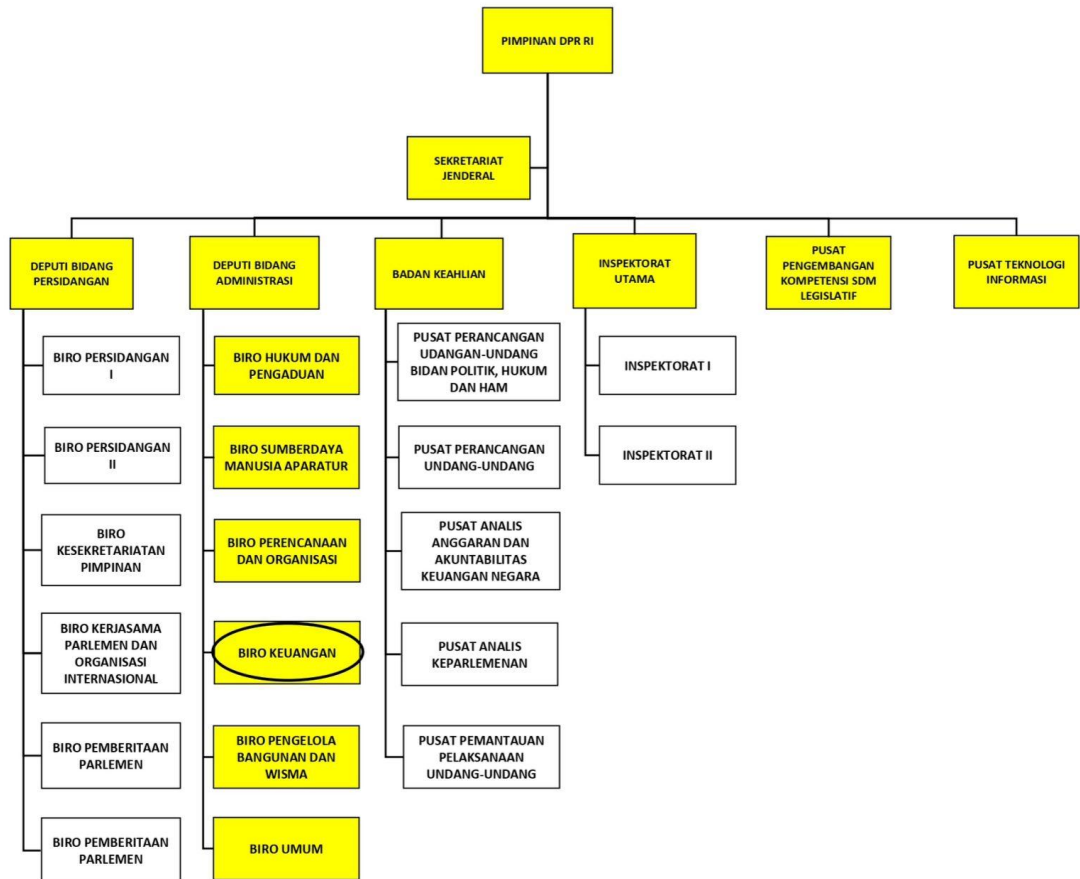 PIMPINAN DPR RI
SEKRETARIAT
JENDERAL
DEPUTI BIDANG
PERSIDANGAN
DEPUTI BIDANG
ADMINISTRASI
BADAN KEAHLIAN
INSPEKTORAT
UTAMA
PUSAT
PENGEMBANGAN
KOMPETENSI SDM
LEGISLATIF
PUSAT TEKNOLOGI
INFORMASI
BIRO PERSIDANGAN
I
BIRO PERSIDANGAN
II
BIRO
KESEKRETARIATAN
PIMPINAN
BIRO KERJASAMA
PARLEMEN DAN
ORGANISASI
INTERNASIONAL
BIRO PEMBERITAAN
PARLEMEN
BIRO PEMBERITAAN
PARLEMEN
BIRO HUKUM DAN
PENGADUAN
BIRO SUMBERDAYA
MANUSIA APARATUR
BIRO PERENCANAAN
DAN ORGANISASI
BIRO KEUANGAN
BIRO PENGELOLA
BANGUNAN DAN
WISMA
BIRO UMUM
PUSAT PERANCANGAN
UDANGAN-UNDANG
BIDAN POLITIK, HUKUM
DAN HAM
PUSAT PERANCANGAN
UNDANG-UNDANG
PUSAT ANALIS
ANGGARAN DAN
AKUNTABILITAS
KEUANGAN NEGARA
PUSAT ANALIS
KEPARLEMENAN
PUSAT PEMANTAUAN
PELAKSANAAN
UNDANG-UNDANG
INSPEKTORAT I
INSPEKTORAT II